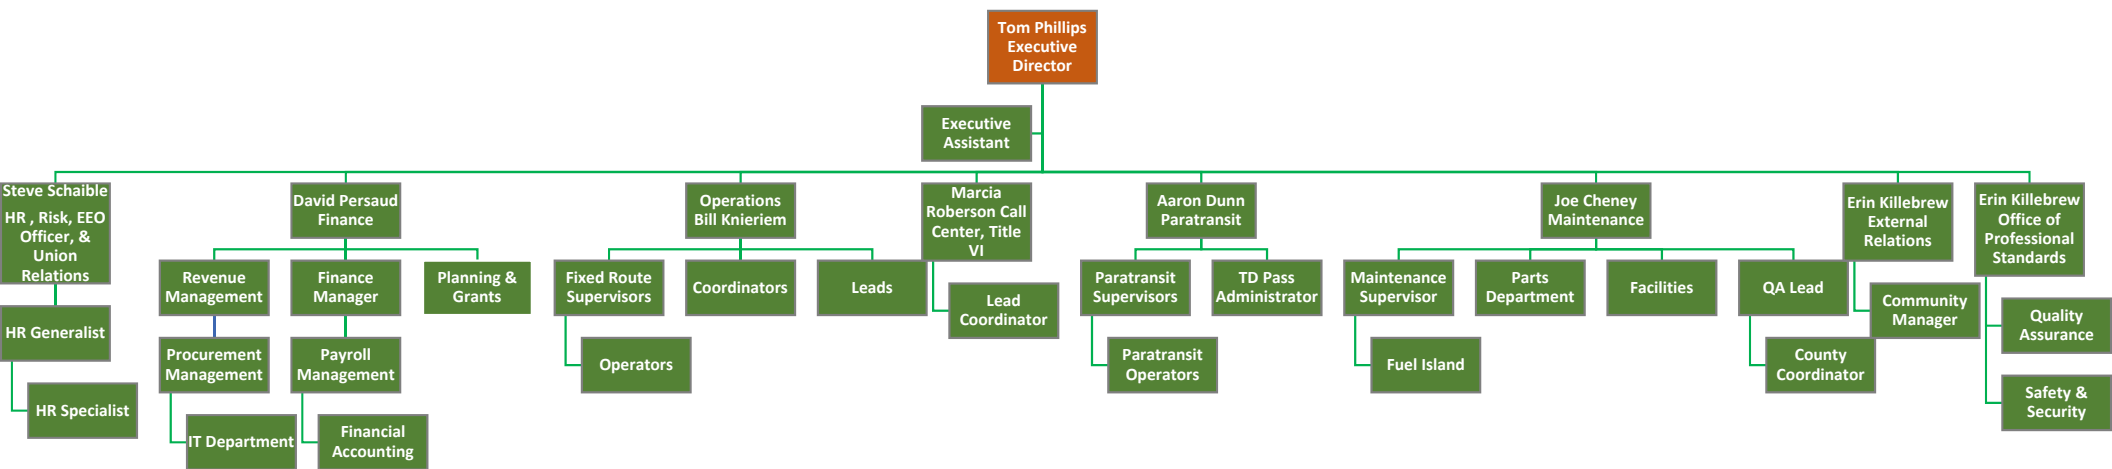 Tom Phillips
Executive
Director
Executive
Assistant
Steve Schaible
HR , Risk, EEO
Officer, &
Union
Relations
HR Generalist
HR Specialist
David Persaud
Finance
Revenue
Management
Procurement
Management
IT Department
Finance
Manager
Payroll
Management
Financial
Accounting
Planning &
Grants
Operations
Bill Knieriem
Fixed Route
Supervisors
Operators
Coordinators
Leads
Marcia
Roberson Call
Center, Title
VI
Lead
Coordinator
Aaron Dunn
Paratransit
Paratransit
Supervisors
Paratransit
Operators
TD Pass
Administrator
Joe Cheney
Maintenance
Maintenance
Supervisor
Fuel Island
Parts
Department
Facilities
QA Lead
County
Coordinator
Erin Killebrew
External
Relations
Community
Manager
Erin Killebrew
Office of
Professional
Standards
Quality
Assurance
Safety &
Security